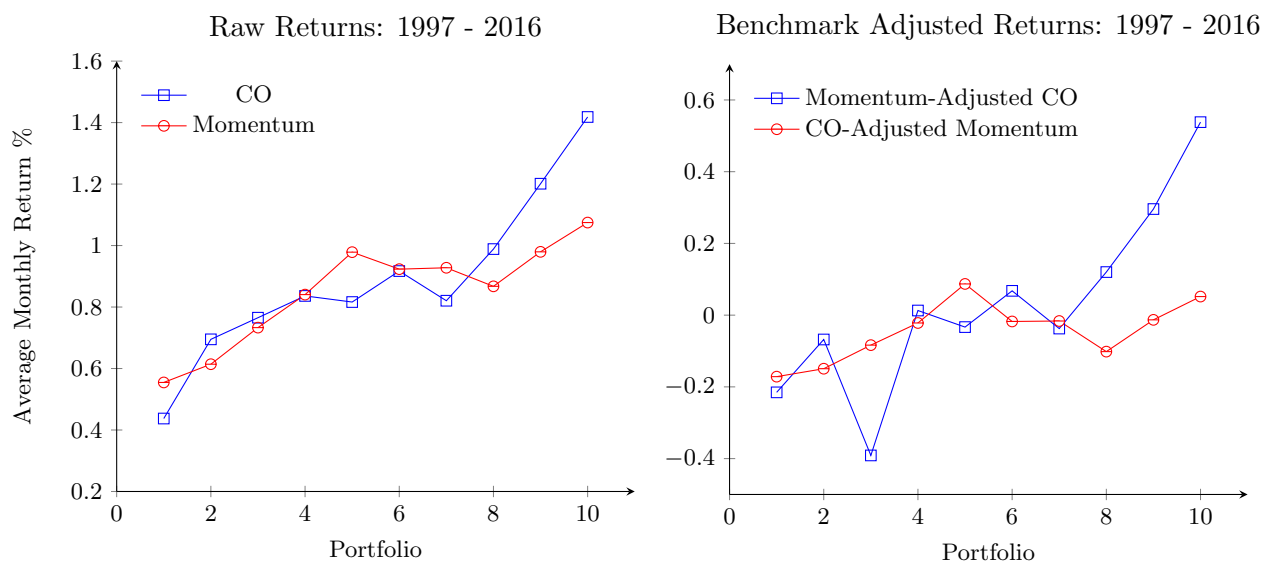 Raw Returns: 1997 - 2016
Average Monthly Return %
1.6
1.4
1.2
1
0.8
0.6
0.4
0.2
CO
Momentum
0
2
4
6
8
10
Portfolio
Benchmark Adjusted Returns: 1997 - 2016
0.6
0.4
0.2
0
−0.2
−0.4
Momentum-Adjusted CO
CO-Adjusted Momentum
0
2
4
6
8
10
Portfolio